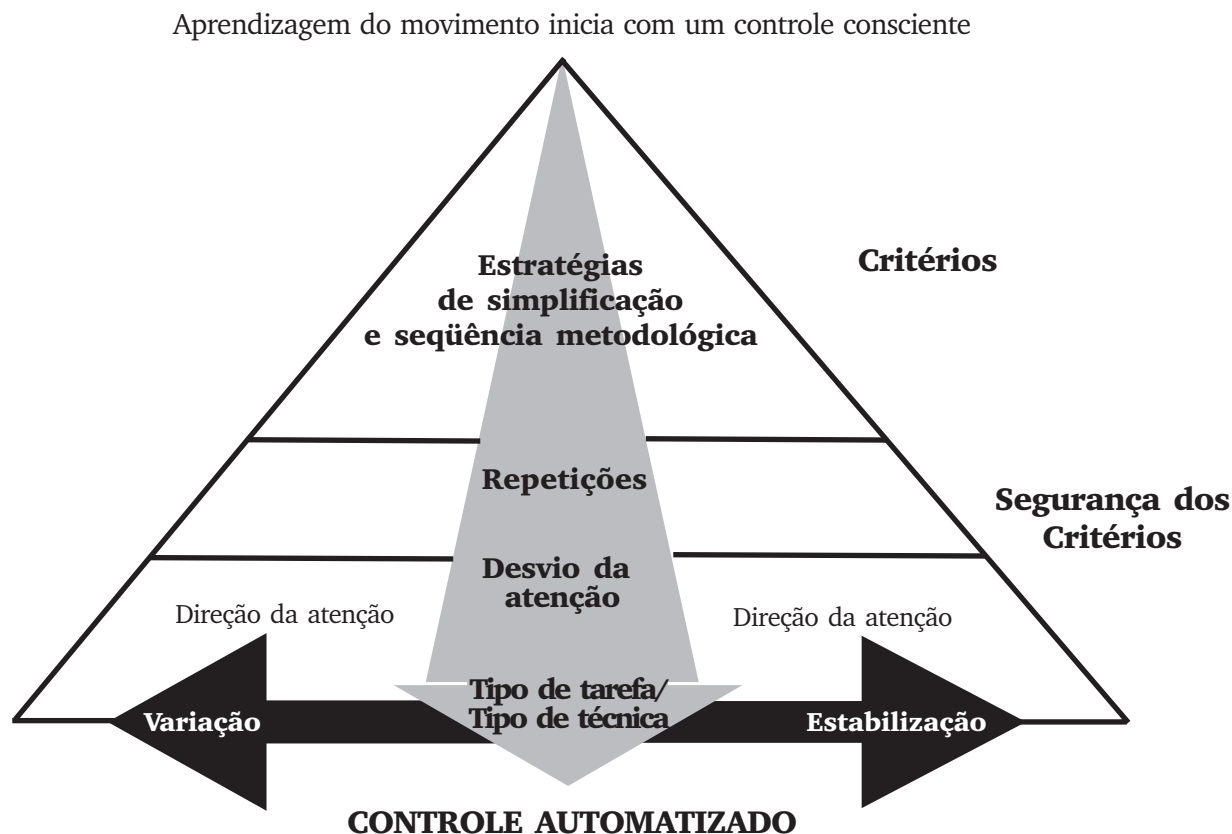 Aprendizagem do movimento inicia com um controle consciente
Estratégias
de simplificação
e seqüência metodológica
Critérios
Repetições
Segurança dos
Critérios
Desvio da
atenção
Direção da atenção
Direção da atenção
Tipo de tarefa/
Tipo de técnica
Variação
Estabilização
CONTROLE AUTOMATIZADO